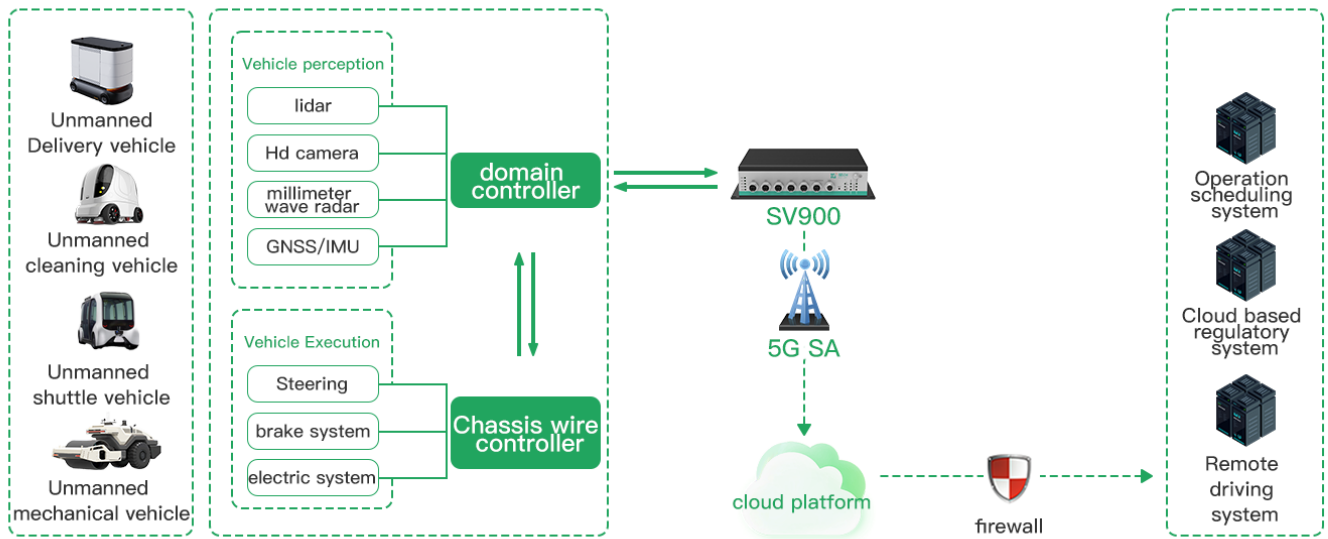 Unmanned
Delivery vehicle
Unmanned
cleaning vehicle
Unmanned
shuttle vehicle
Unmanned
mechanical vehicle
Vehicle perception
lidar
Hd camera
millimeter
wave radar
GNSS/IMU
domain
controller
Vehicle Execution
Steering
brake system
electric system
Chassis wire
controller
SV900
5G SA
cloud platform
firewall
Operation
scheduling
system
Cloud based
regulatory
system
Remote
driving
system